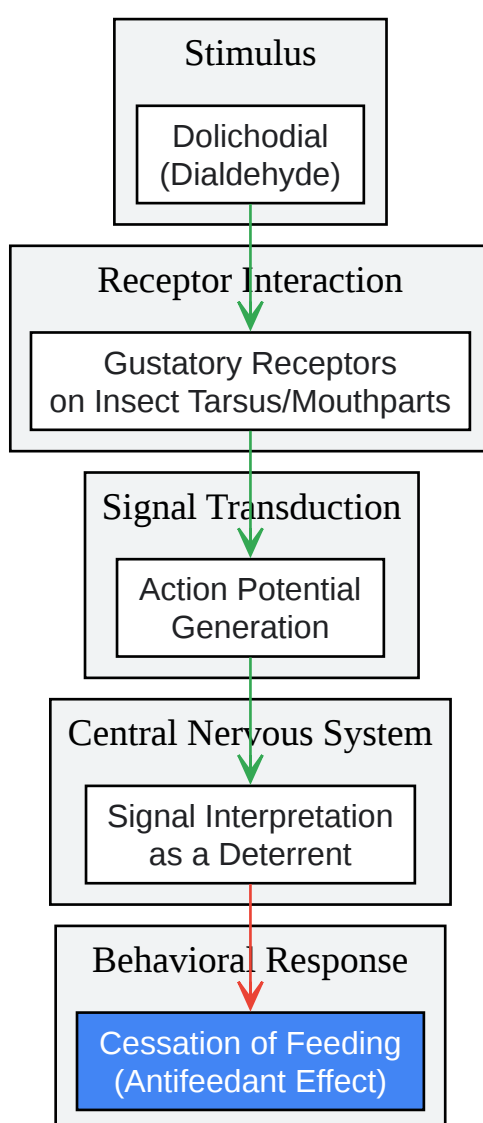 Stimulus
Dolichodial
(Dialdehyde)
Receptor Interaction
Gustatory Receptors
on Insect Tarsus/Mouthparts
Signal Transduction
Action Potential
Generation
Central Nervous System
Signal Interpretation
as a Deterrent
Behavioral Response
Cessation of Feeding
(Antifeedant Effect)